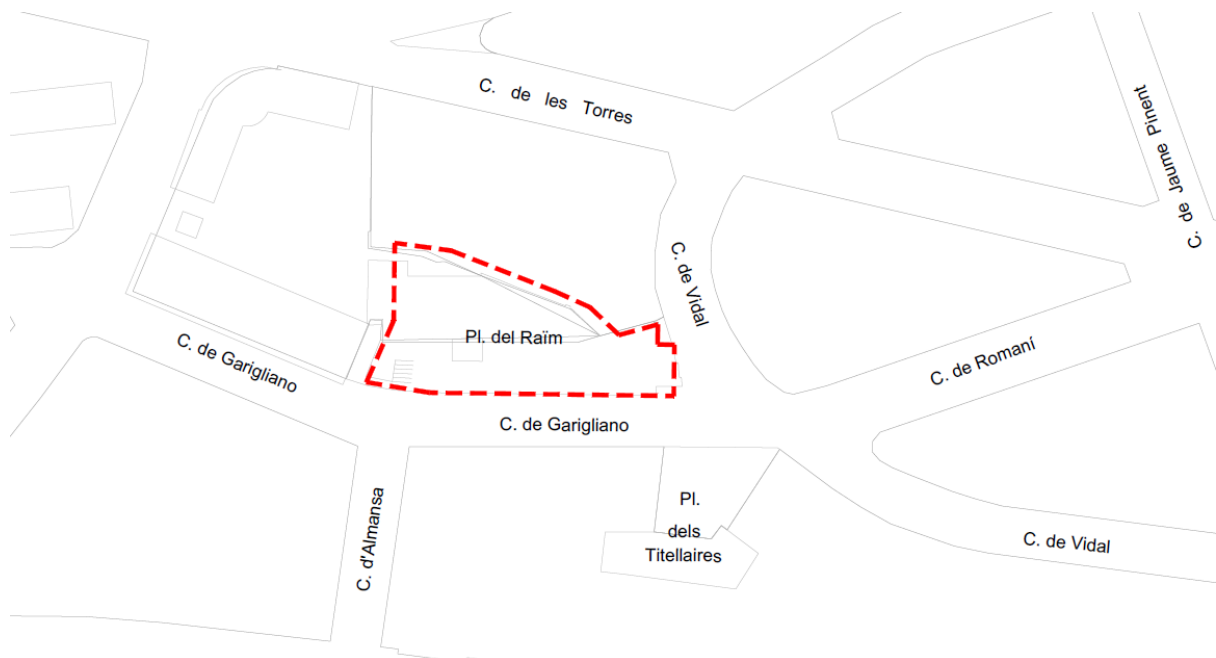 C. de les Torres
C. de Jaume Pinent
C. de Vidal
Pl. del Raïm
C. de Garigliano
C. de Romaní
C. de Garigliano
C. d'Almansa
Pl.
dels
Titellaires
C. de Vidal